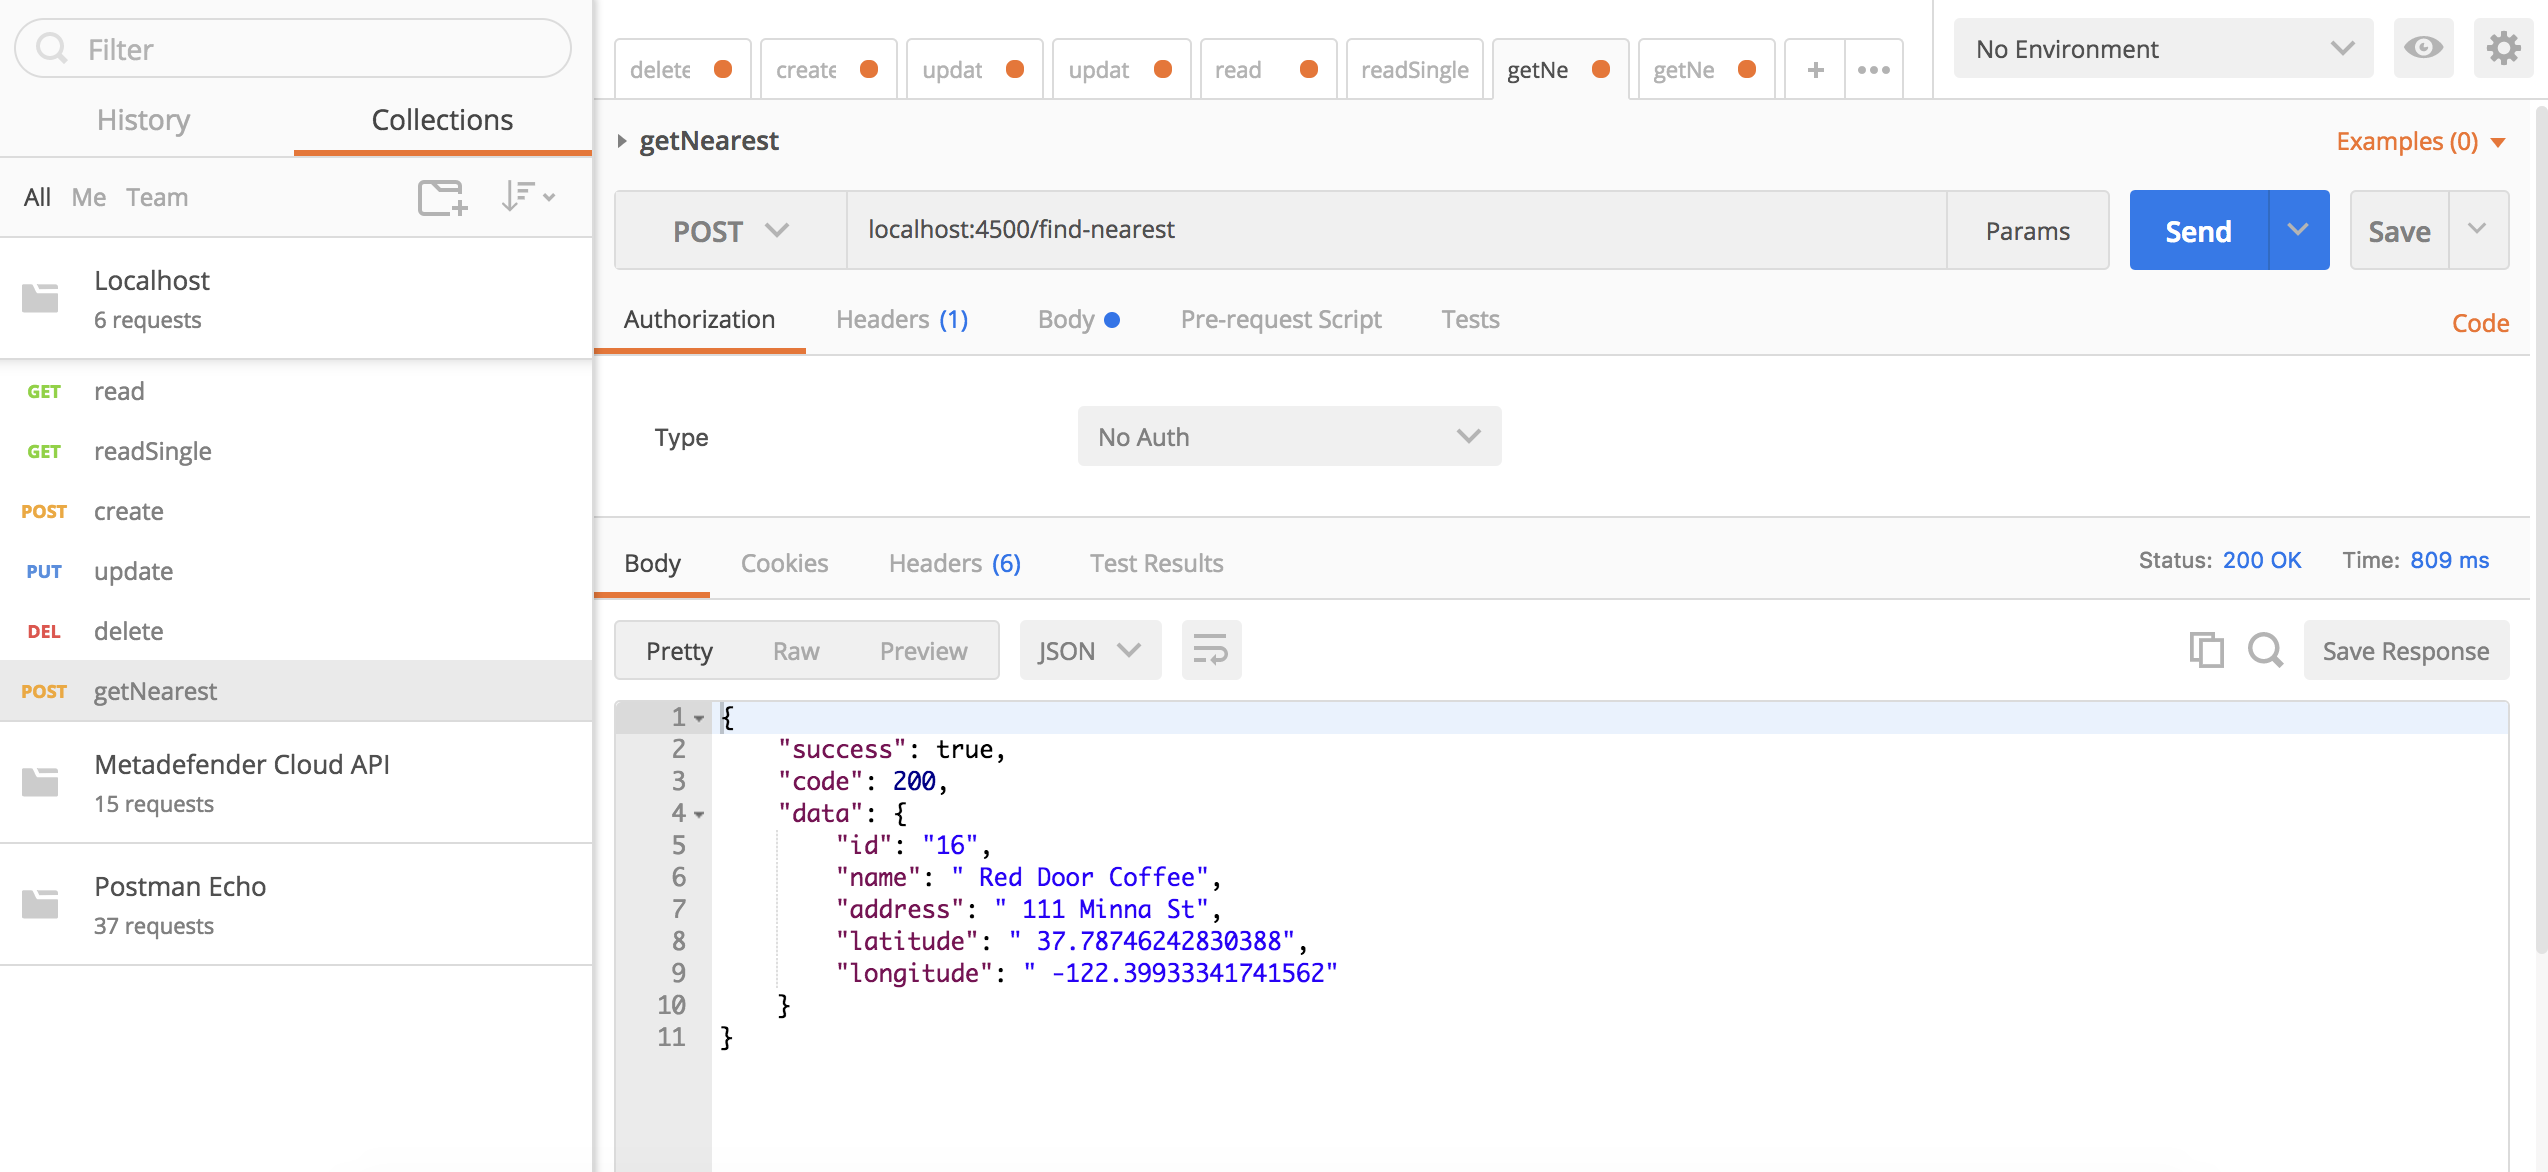 Filter
History Collections
All Me Team
Localhost
6 requests
GET read
GET readSingle
POST create
PUT update
DEL delete
POST getNearest
Metadefender Cloud API
15 requests
Postman Echo
37 requests
delete create updat updat read readSingle getNe getNe + •••
No Environment
getNearest
Examples (0)
POST localhost:4500/find-nearest Params Send Save
Authorization Headers (1) Body Pre-request Script Tests Code
Type No Auth
Body Cookies Headers (6) Test Results Status: 200 OK Time: 809 ms
Pretty Raw Preview JSON Save Response
1 {
2 "success": true,
3 "code": 200,
4 "data": {
5 "id": "16",
6 "name": " Red Door Coffee",
7 "address": " 111 Minna St",
8 "latitude": " 37.78746242830388",
9 "longitude": " -122.39933341741562"
10 }
11 }